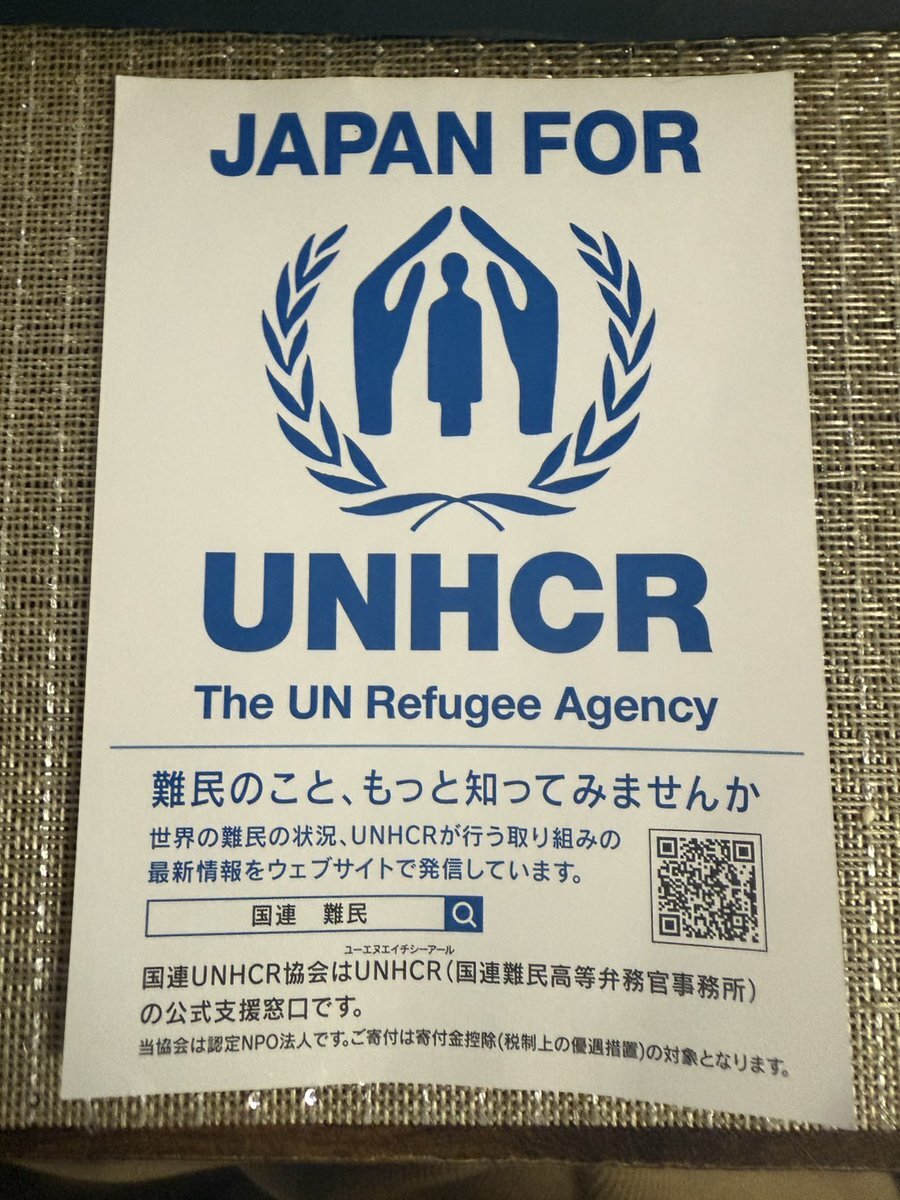 JAPAN FOR
UNHCR
The UN Refugee Agency
難民のこと、もっと知ってみませんか
世界の難民の状況、UNHCRが行う取り組みの
最新情報をウェブサイトで発信しています。
国連 難民
ユーエヌエイチシーアール
国連UNHCR協会はUNHCR(国連難民高等弁務官事務所)
の公式支援窓口です。
当協会は認定NPO法人です。ご寄付は寄付金控除(税制上の優遇措置)の対象となります。